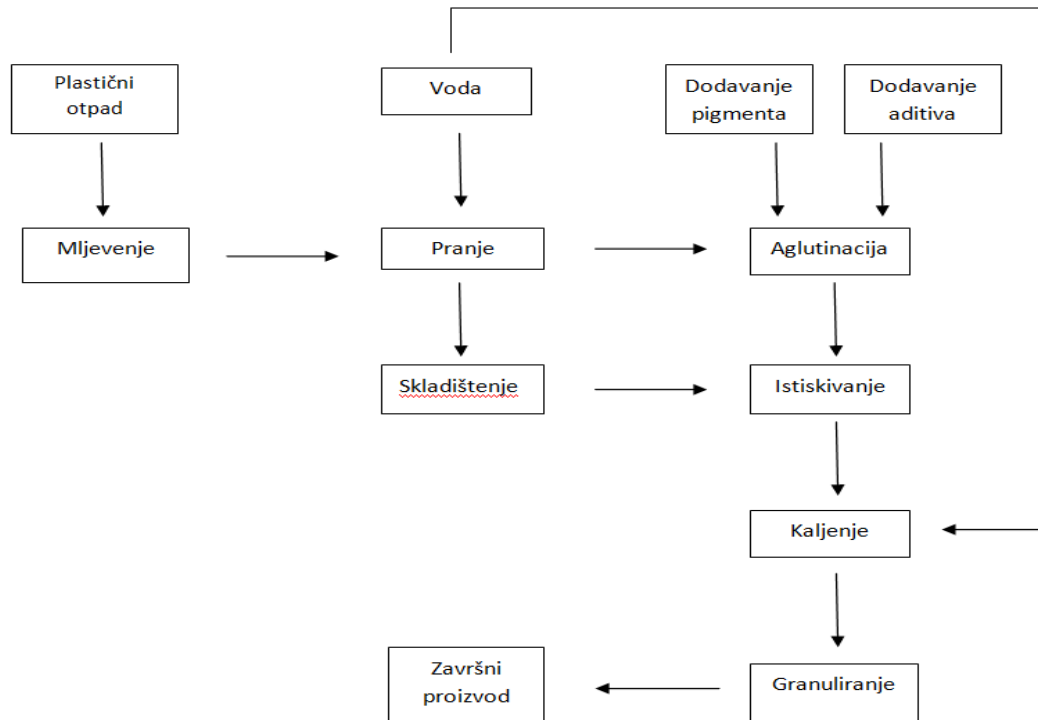 Plastični
otpad
Voda
Dodavanje
pigmenta
Dodavanje
aditiva
Mljevenje
Pranje
Aglutinacija
Skladištenje
Istiskivanje
Kaljenje
Završni
proizvod
Granuliranje